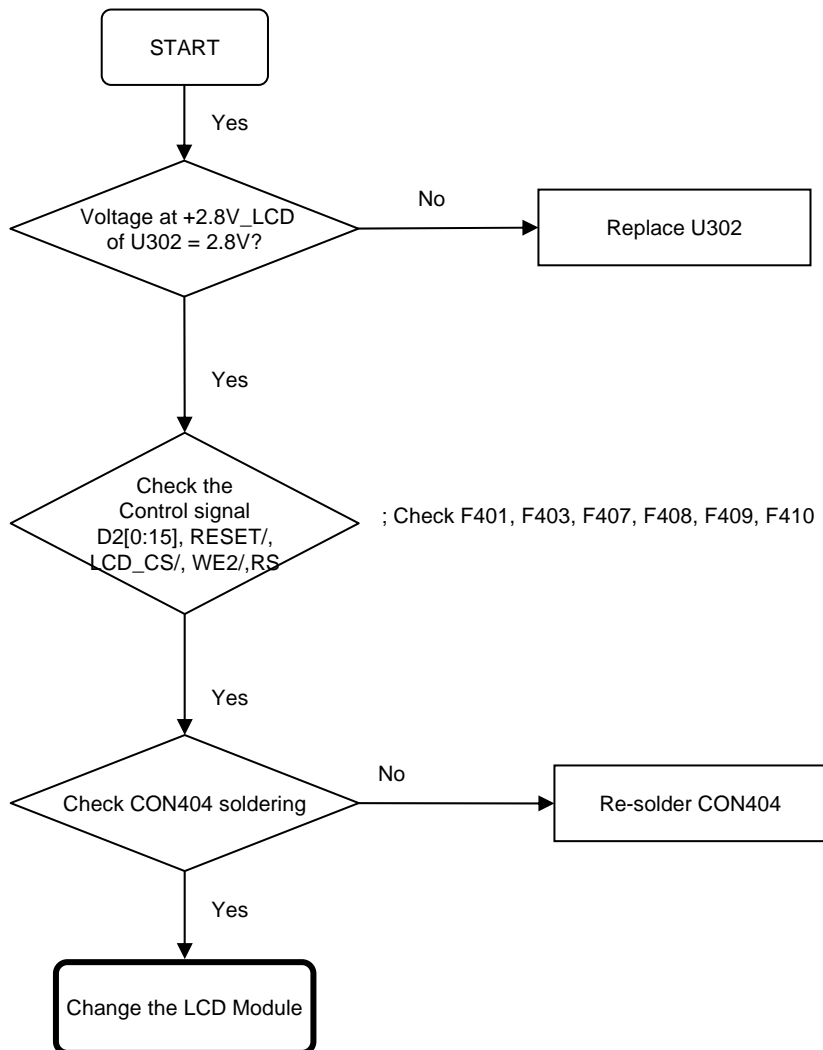 START
Yes
Voltage at +2.8V_LCD
of U302 = 2.8V?
No
Replace U302
Yes
Check the
Control signal
D2[0:15], RESET/,
LCD_CS/, WE2/,RS
; Check F401, F403, F407, F408, F409, F410
Yes
Check CON404 soldering
No
Re-solder CON404
Yes
Change the LCD Module